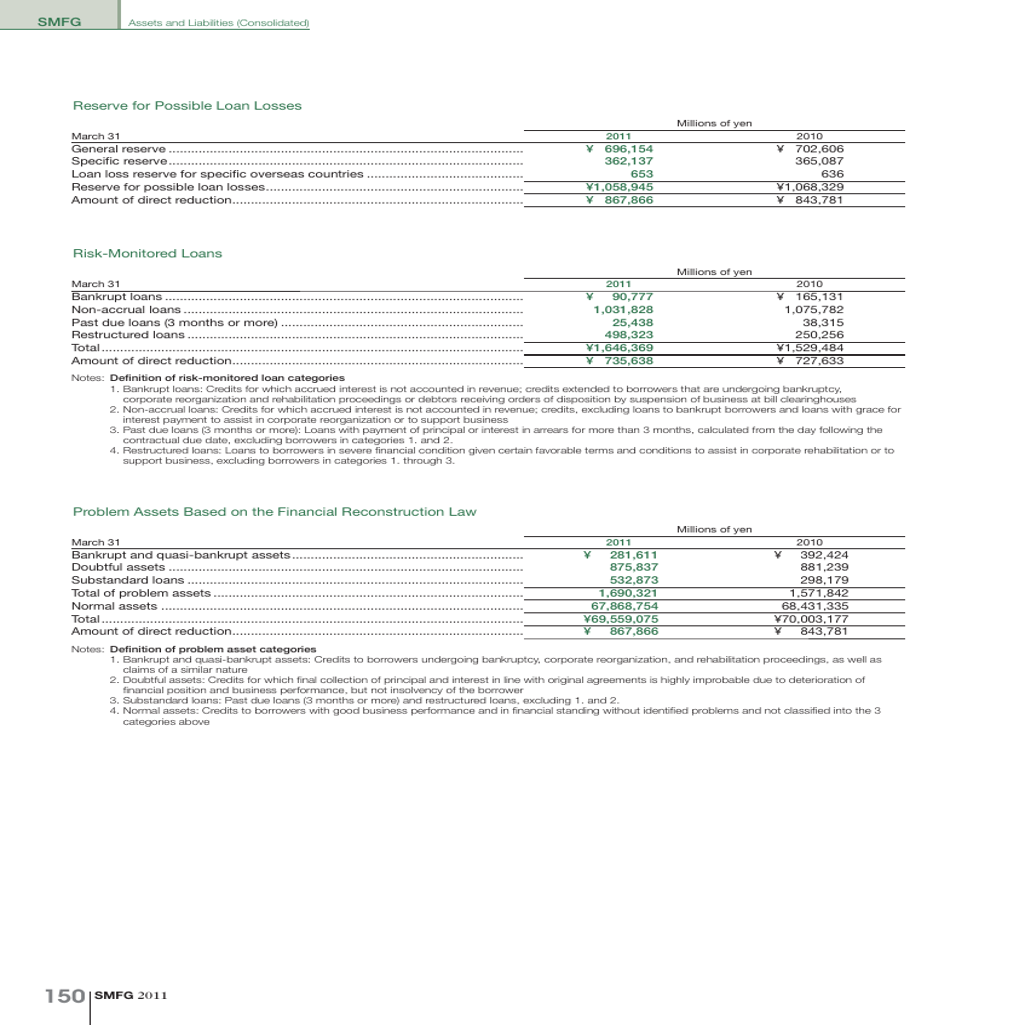 SMFG Assets and Liabilities (Consolidated)
Reserve for Possible Loan Losses
Millions of yen
March 31 2011 2010
General reserve ................................................................ ¥ 696,154 ¥ 702,606
Specific reserve ................................................................ 362,137 365,087
Loan loss reserve for specific overseas countries ................................ 653 636
Reserve for possible loan losses ................................................ ¥1,058,945 ¥1,068,329
Amount of direct reduction ................................................ ¥ 867,866 ¥ 843,781
Risk-Monitored Loans
Millions of yen
March 31 2011 2010
Bankrupt loans ................................................................ ¥ 90,777 ¥ 165,131
Non-accrual loans ................................................................ 1,031,828 1,075,782
Past due loans (3 months or more) ................................................ 25,438 38,315
Restructured loans ................................................................ 498,323 250,256
Total ................................................................ ¥1,646,369 ¥1,529,484
Amount of direct reduction ................................................ ¥ 735,638 ¥ 727,633
Notes: Definition of risk-monitored loan categories
1. Bankrupt loans: Credits for which accrued interest is not accounted in revenue; credits extended to borrowers that are undergoing bankruptcy,
corporate reorganization and rehabilitation proceedings or debtors receiving orders of disposition by suspension of business at bill clearinghouses
2. Non-accrual loans: Credits for which accrued interest is not accounted in revenue; credits, excluding loans to bankrupt borrowers and loans with grace for
interest payment to assist in corporate reorganization or to support business
3. Past due loans (3 months or more): Loans with payment of principal or interest in arrears for more than 3 months, calculated from the day following the
contractual due date, excluding borrowers in categories 1. and 2.
4. Restructured loans: Loans to borrowers in severe financial condition given certain favorable terms and conditions to assist in corporate rehabilitation or to
support business, excluding borrowers in categories 1. through 3.
Problem Assets Based on the Financial Reconstruction Law
Millions of yen
March 31 2011 2010
Bankrupt and quasi-bankrupt assets ................................................ ¥ 281,611 ¥ 392,424
Doubtful assets ................................................................ 875,837 881,239
Substandard loans ................................................................ 532,873 298,179
Total of problem assets ................................................ 1,690,321 1,571,842
Normal assets ................................................................ 67,868,754 68,431,335
Total ................................................................ ¥69,559,075 ¥70,003,177
Amount of direct reduction ................................................ ¥ 867,866 ¥ 843,781
Notes: Definition of problem asset categories
1. Bankrupt and quasi-bankrupt assets: Credits to borrowers undergoing bankruptcy, corporate reorganization, and rehabilitation proceedings, as well as
claims of a similar nature
2. Doubtful assets: Credits for which final collection of principal and interest in line with original agreements is highly improbable due to deterioration of
financial position and business performance, but not insolvency of the borrower
3. Substandard loans: Past due loans (3 months or more) and restructured loans, excluding 1. and 2.
4. Normal assets: Credits to borrowers with good business performance and in financial standing without identified problems and not classified into the 3
categories above
150 SMFG 2011